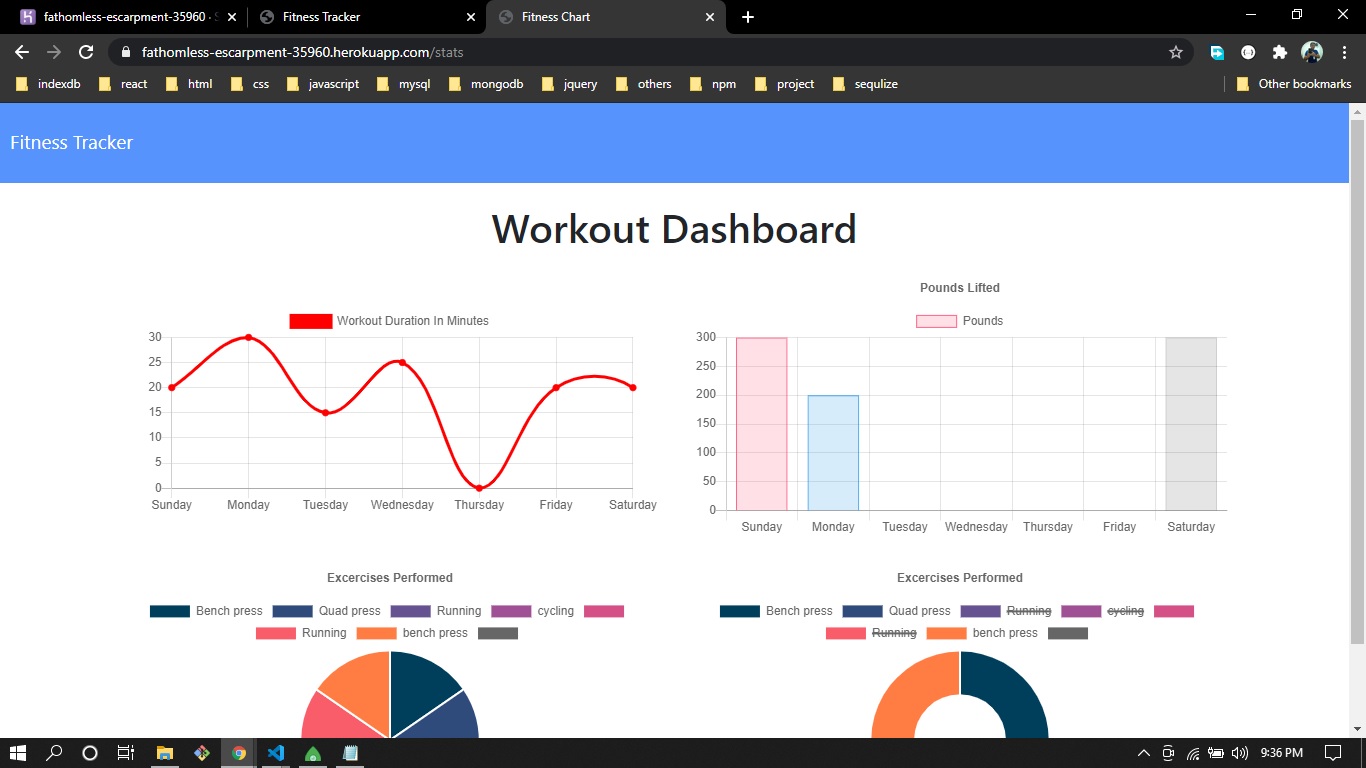 fathomless-escarpment-35960 ·
Fitness Tracker
Fitness Chart
fathomless-escarpment-35960.herokuapp.com/stats
indexdb react html css javascript mysql mongodb jquery others npm project sequlize Other bookmarks
Fitness Tracker
Workout Dashboard
Workout Duration In Minutes
30
25
20
15
10
5
0
Sunday Monday Tuesday Wednesday Thursday Friday Saturday
Pounds Lifted
Pounds
300
250
200
150
100
50
0
Sunday Monday Tuesday Wednesday Thursday Friday Saturday
Excercises Performed
Bench press Quad press Running cycling
Running bench press
Excercises Performed
Bench press Quad press Running cycling
Running bench press
9:36 PM